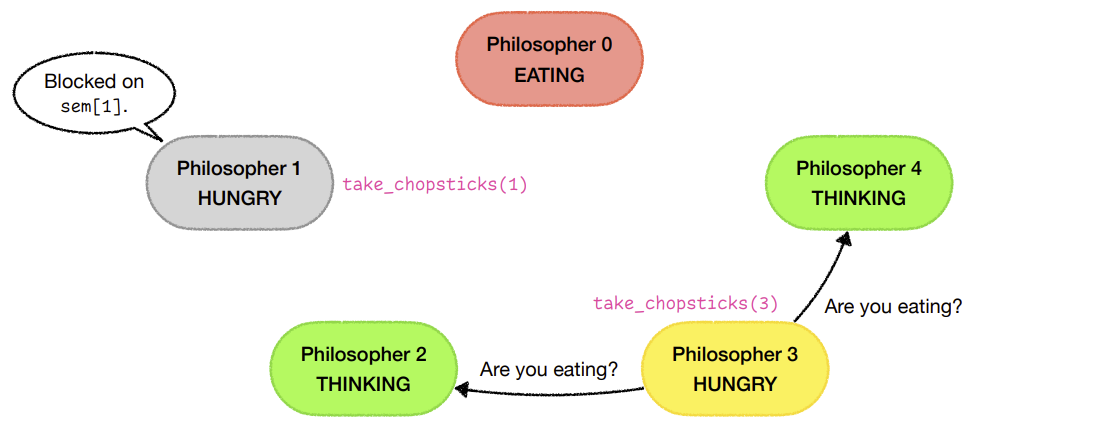 Philosopher 0
EATING
Blocked on
sem[1].
Philosopher 1
HUNGRY
take_chopsticks(1)
Philosopher 4
THINKING
take_chopsticks(3)
Are you eating?
Philosopher 2
THINKING
Are you eating?
Philosopher 3
HUNGRY